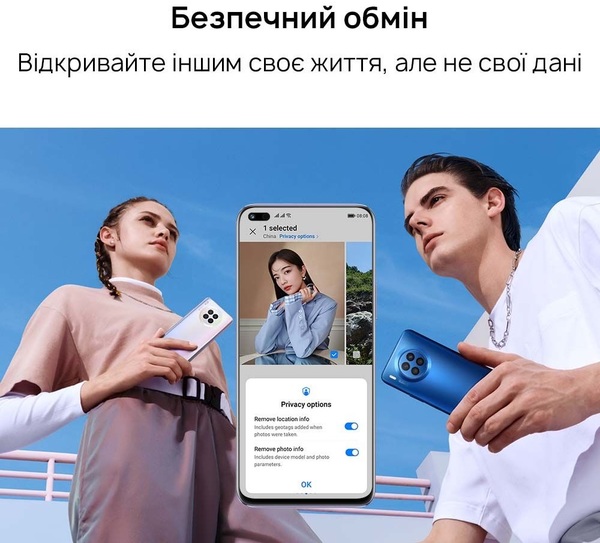 Безпечний обмін
Відкривайте іншим своє життя, але не свої дані
08:08
1 selected
China Privacy options >
Privacy options
Remove location info
Includes geotags added when
photos were taken.
Remove photo info
Includes device model and photo
parameters.
OK